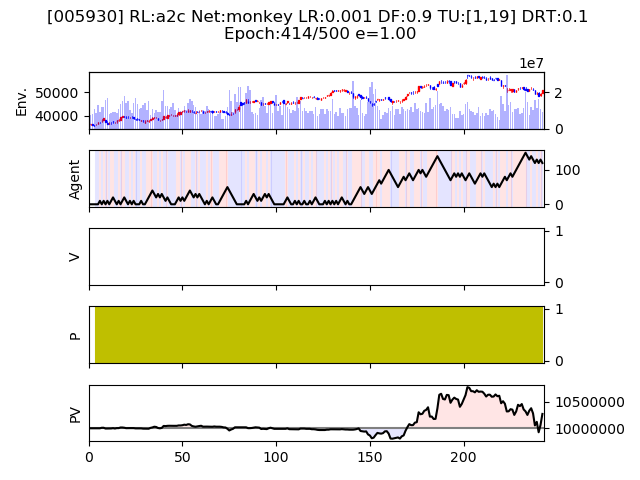 [005930] RL:a2c Net:monkey LR:0.001 DF:0.9 TU:[1,19] DRT:0.1
Epoch:414/500 e=1.00
1e7
Env.
50000
40000
2
0
Agent
100
0
V
1
0
P
1
0
PV
10500000
10000000
0 50 100 150 200